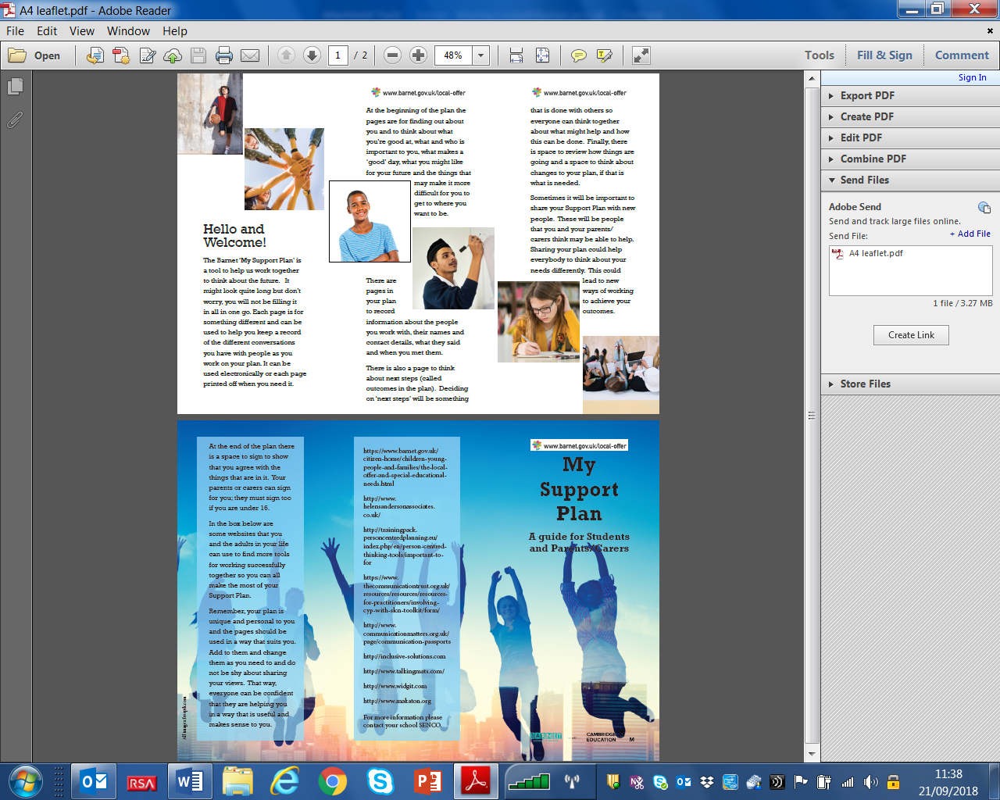 A4 leaflet.pdf - Adobe Reader
File Edit View Window Help
Open
1 / 2
48%
Tools
Fill & Sign
Comment
Sign In
Export PDF
Create PDF
Edit PDF
Combine PDF
Send Files
Adobe Send
Send and track large files online.
Send File:
+ Add File
A4 leaflet.pdf
1 file / 3.27 MB
Create Link
Store Files
Hello and
Welcome!
The Barnet 'My Support Plan' is
a tool to help us work together
to think about the future. It
might look quite long but don't
worry, you will not be filling it
in all in one go. Each page is for
something different and can be
used to help you keep a record
of the different conversations
you have with people as you
work on your plan. It can be
used electronically or each page
printed off when you need it.
www.barnet.gov.uk/local-offer
At the beginning of the plan the
pages are for finding out about
you and to think about what
you're good at, what and who is
important to you, what makes a
'good' day, what you might like
for your future and the things that
may make it more
difficult for you to
get to where you
want to be.
There are
pages in
your plan
to record
information about the people
you work with, their names and
contact details, what they said
and when you met them.
There is also a page to think
about next steps (called
outcomes in the plan). Deciding
on 'next steps' will be something
www.barnet.gov.uk/local-offer
that is done with others so
everyone can think together
about what might help and how
this can be done. Finally, there
is space to review how things are
going and a space to think about
changes to your plan, if that is
what is needed.
Sometimes it will be important to
share your Support Plan with new
people. These will be people
that you and your parents/
carers think may be able to help.
Sharing your plan could help
everybody to think about your
needs differently. This could
lead to new
ways of working
to achieve your
outcomes.
At the end of the plan there
is a space to sign to show
that you agree with the
things that are in it. Your
parents or carers can sign
for you; they must sign too
if you are under 16.
In the box below are
some websites that you
and the adults in your life
can use to find more tools
for working successfully
together so you can all
make the most of your
Support Plan.
Remember, your plan is
unique and personal to you
and the pages should be
used in a way that suits you.
Add to them and change
them as you need to and do
not be shy about sharing
your views. That way,
everyone can be confident
that they are helping you
in a way that is useful and
makes sense to you.
All images: freepik.com
https://www.barnet.gov.uk/
citizen-home/children-young-
people-and-families/the-local-
offer-and-special-educational-
needs.html
http://www.
helensandersonassociates.
co.uk/
http://trainingpack.
personcentredplanning.eu/
index.php/en/person-centred-
thinking-tools/important-to-
for
https://www.
thecommunicationtrust.org.uk/
resources/resources/resources-
for-practitioners/involving-
cyp-with-slcn-toolkit/form/
http://www.
communicationmatters.org.uk/
page/communication-passports
http://inclusive-solutions.com
http://www.talkingmats.com/
http://www.widgit.com
http://www.makaton.org
For more information please
contact your school SENCO.
www.barnet.gov.uk/local-offer
My
Support
Plan
A guide for Students
and Parents/Carers
BARNET
CAMBRIDGE
EDUCATION
M
RSA
11:38
21/09/2018